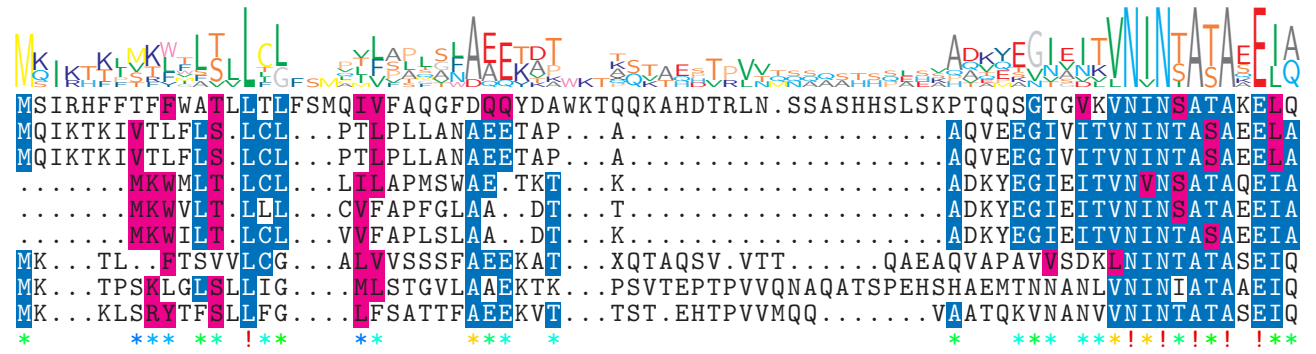 MSIRHFFTFFWATLLTLFSMQIVFAQGFDQQYDAWKTQQKAHDTRLN.SSASHHSLSKPTQQSGTGVKVNINSATAKELQ
MQIKTKIVTLFLS.LCL...PTLPLLANAEETAP...A....................AQVEEGIVITVNINTASAEELA
MQIKTKIVTLFLS.LCL...PTLPLLANAEETAP...A....................AQVEEGIVITVNINTASAEELA
.......MKWMLT.LCL...LILAPMSWAE.TKT...K....................ADKYEGIEITVNVNSATAQEIA
.......MKWVLT.LLL...CVFAPFGLAA..DT...T....................ADKYEGIEITVNINSATAEEIA
.......MKWILT.LCL...VVFAPLSLAA..DT...K....................ADKYEGIEITVNINTASAEEIA
MK...TL..FTSVVLCG...ALVVSSSFAEEKAT...XQTAQSV.VTT......QAEAQVAPAVVSDKLNINTATASEIQ
MK...TPSKLGLSLLIG....MLSTGVLAAEKTK...PSVTEPTPVVQNAQATSPEHSHAEMTNNANLVNINIATAAEIQ
MK...KLSRYTFSLLFG....LFSATTFAEEKVT...TST.EHTPVVMQQ.......VAATQKVNANVVNINTATASEIQ
* *** ** !** ** *** * * *** ****!*!*!*! !**